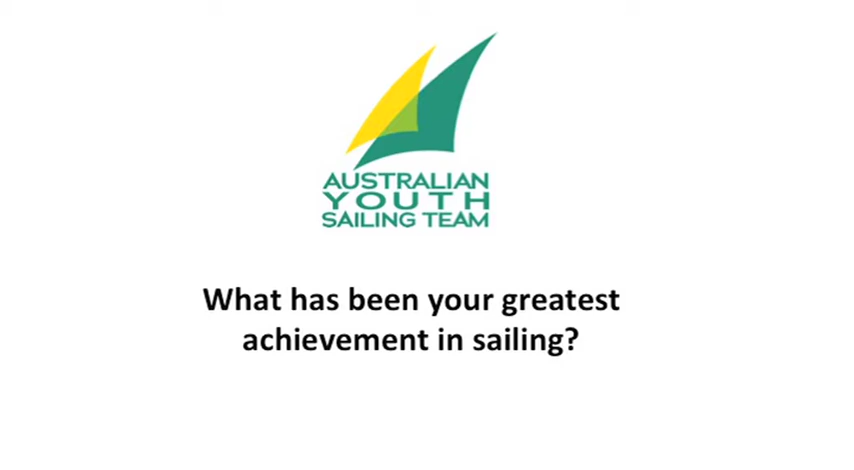 AUSTRALIAN
YOUTH
SAILING TEAM
What has been your greatest
achievement in sailing?